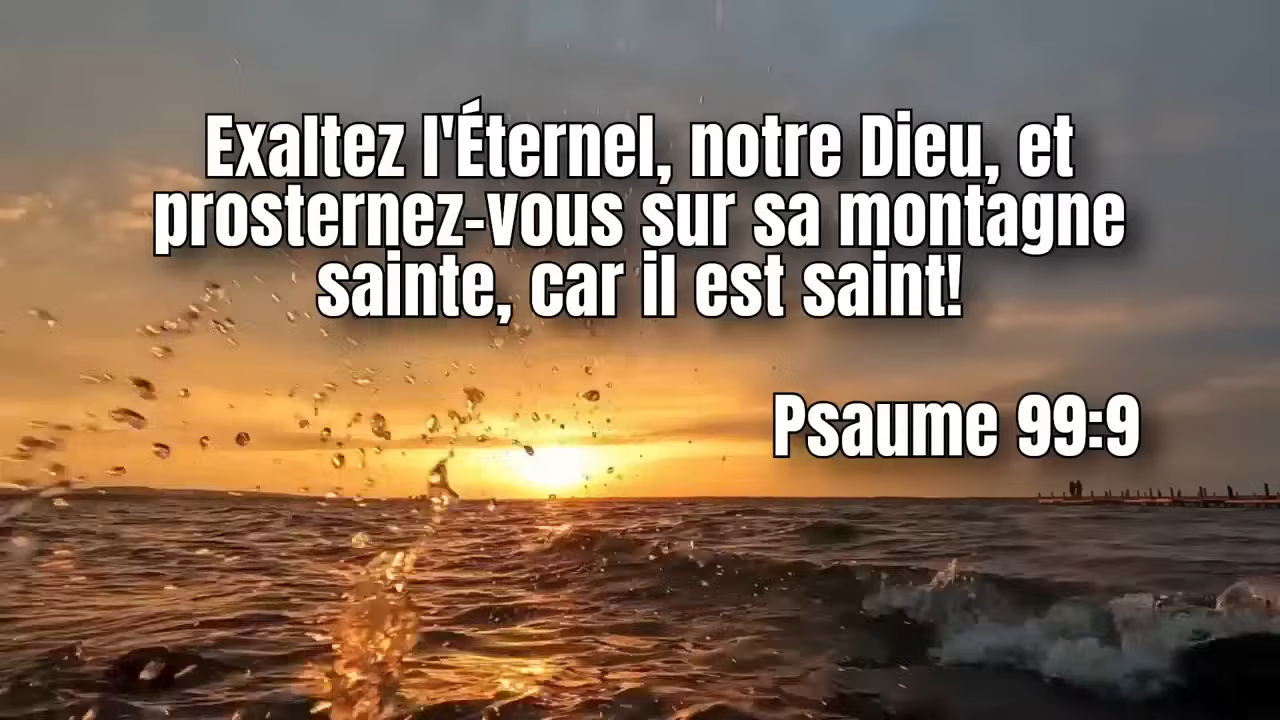 Exaltez l'Éternel, notre Dieu, et
prosternez-vous sur sa montagne
sainte, car il est saint!
Psaume 99:9